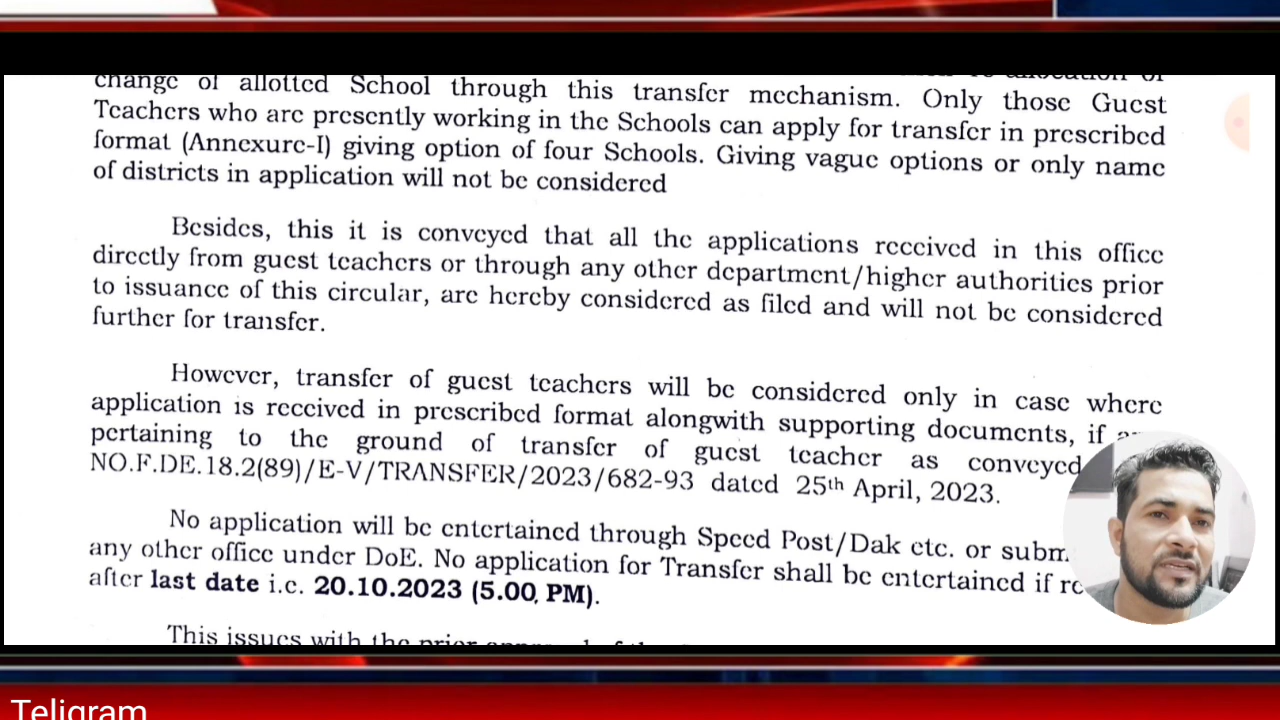 change of allotted School through this transfer mechanism. Only those Guest
Teachers who are presently working in the Schools can apply for transfer in prescribed
format (Annexure-I) giving option of four Schools. Giving vague options or only name
of districts in application will not be considered
Besides, this it is conveyed that all the applications received in this office
directly from guest teachers or through any other department/higher authorities prior
to issuance of this circular, are hereby considered as filed and will not be considered
further for transfer.
However, transfer of guest teachers will be considered only in case where
application is received in prescribed format alongwith supporting documents, if
pertaining to the ground of transfer of guest teacher as conveyed
NO.F.DE.18.2(89)/E-V/TRANSFER/2023/682-93 dated 25th April, 2023.
No application will be entertained through Speed Post/Dak etc. or subm
any other office under DoE. No application for Transfer shall be entertained if re
after last date i.e. 20.10.2023 (5.00 PM).
This issues with the prior
Teligram